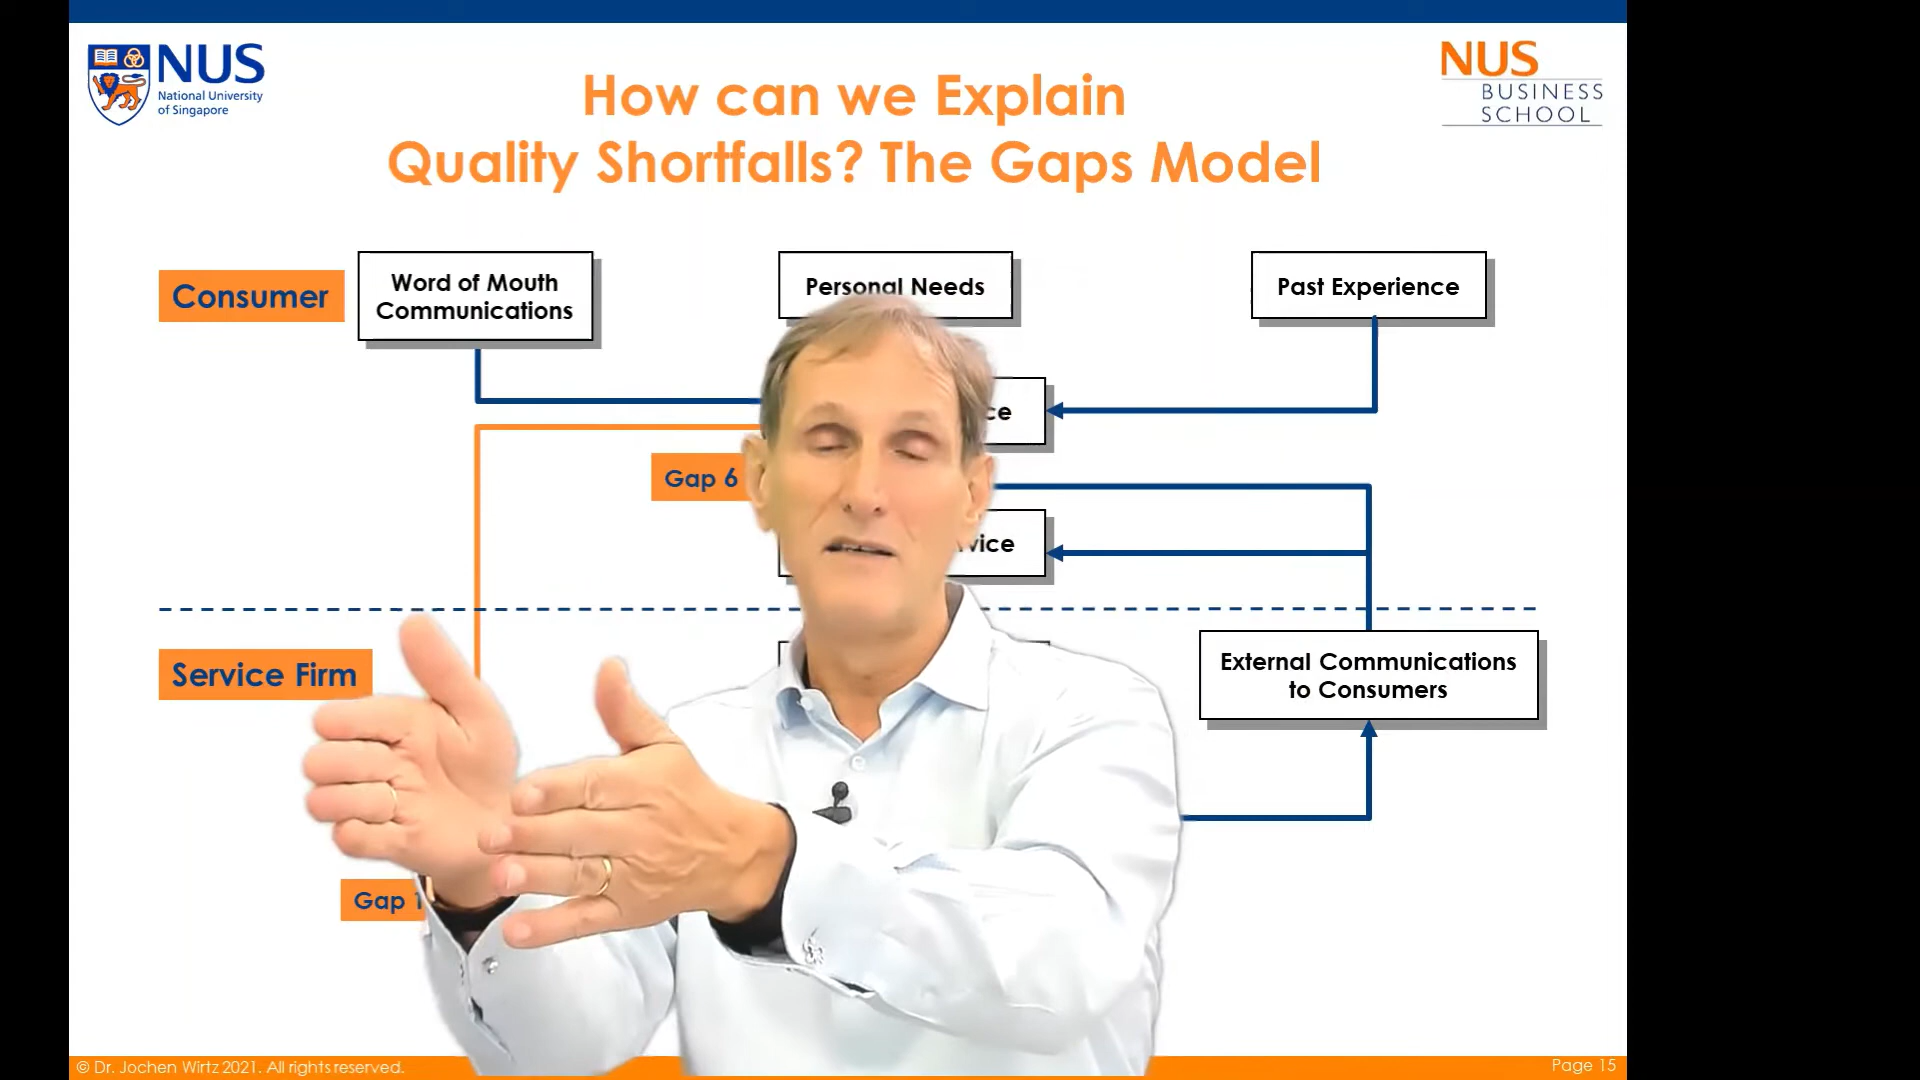 NUS
National University
of Singapore
NUS
BUSINESS
SCHOOL
How can we Explain
Quality Shortfalls? The Gaps Model
Consumer
Word of Mouth
Communications
Personal Needs
Past Experience
Gap 6
Service Firm
External Communications
to Consumers
Gap 1
© Dr. Jochen Wirtz 2021. All rights reserved.
Page 15